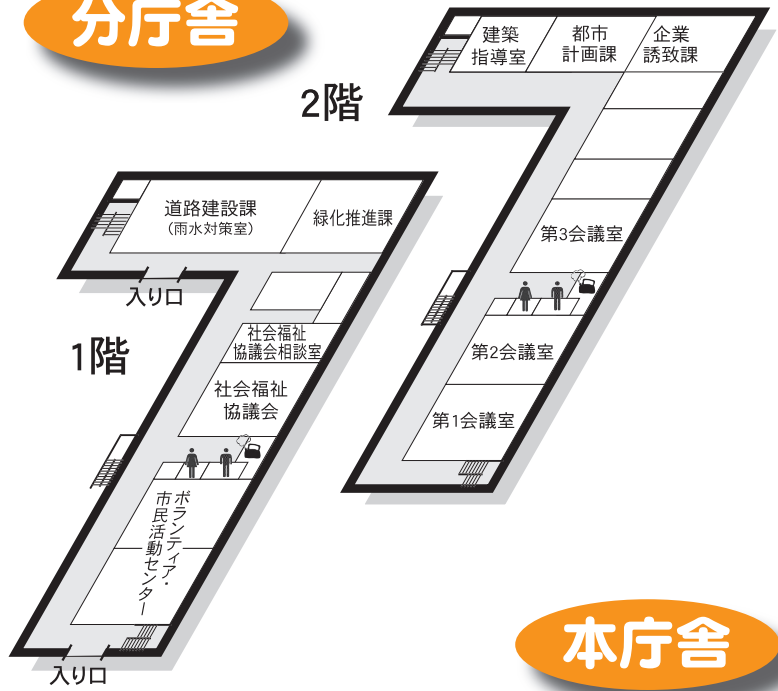 分庁舎
2階
建築
指導室
都市
計画課
企業
誘致課
第3会議室
第2会議室
第1会議室
1階
道路建設課
(雨水対策室)
緑化推進課
入り口
社会福祉
協議会相談室
社会福祉
協議会
ボランティア・
市民活動センター
入り口
本庁舎